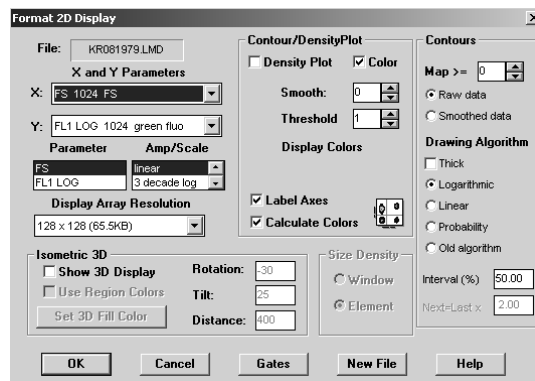 Format 2D Display
File: KR081979.LMD
X and Y Parameters
X: FS 1024 FS
Y: FL1 LOG 1024 green fluo
Parameter Amp/Scale
FS linear
FL1 LOG 3 decade log
Display Array Resolution
128 x 128 (65.5KB)
Contour/DensityPlot
Density Plot Color
Smooth: 0
Threshold 1
Display Colors
Label Axes
Calculate Colors
Contours
Map >= 0
Raw data
Smoothed data
Drawing Algorithm
Thick
Logarithmic
Linear
Probability
Old algorithm
Interval (%) 50.00
Next=Last x 2.00
Isometric 3D
Show 3D Display
Use Region Colors
Set 3D Fill Color
Rotation: -30
Tilt: 25
Distance: 400
Size Density
Window
Element
OK Cancel Gates New File Help